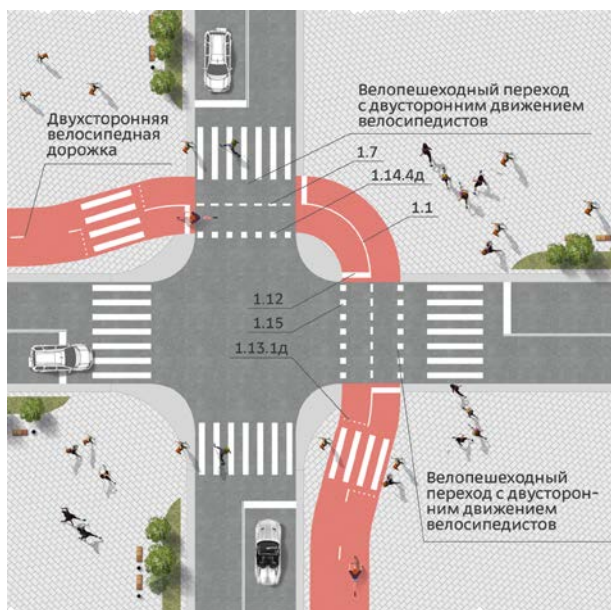 Велопешеходный переход
с двусторонним движением
велосипедистов
Двухсторонняя
велосипедная
дорожка
1.7
1.14.4д
1.1
1.12
1.15
1.13.1д
Велопешеходный
переход с двусторон-
ним движением
велосипедистов